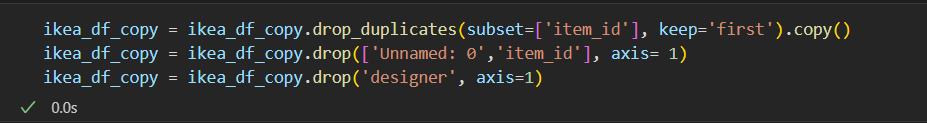 ikea_df_copy = ikea_df_copy.drop_duplicates(subset=['item_id'], keep='first').copy()
ikea_df_copy = ikea_df_copy.drop(['Unnamed: 0','item_id'], axis= 1)
ikea_df_copy = ikea_df_copy.drop('designer', axis=1)
0.0s